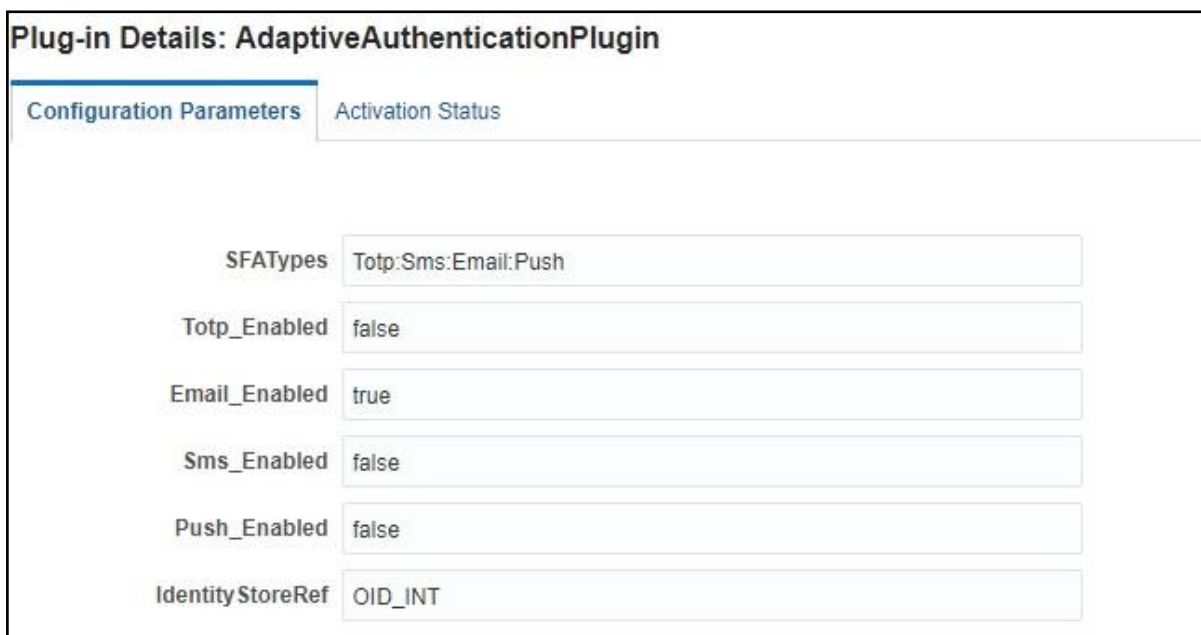 Plug-in Details: AdaptiveAuthenticationPlugin
Configuration Parameters Activation Status
SFATypes Totp:Sms:Email:Push
Totp_Enabled false
Email_Enabled true
Sms_Enabled false
Push_Enabled false
IdentityStoreRef OID_INT